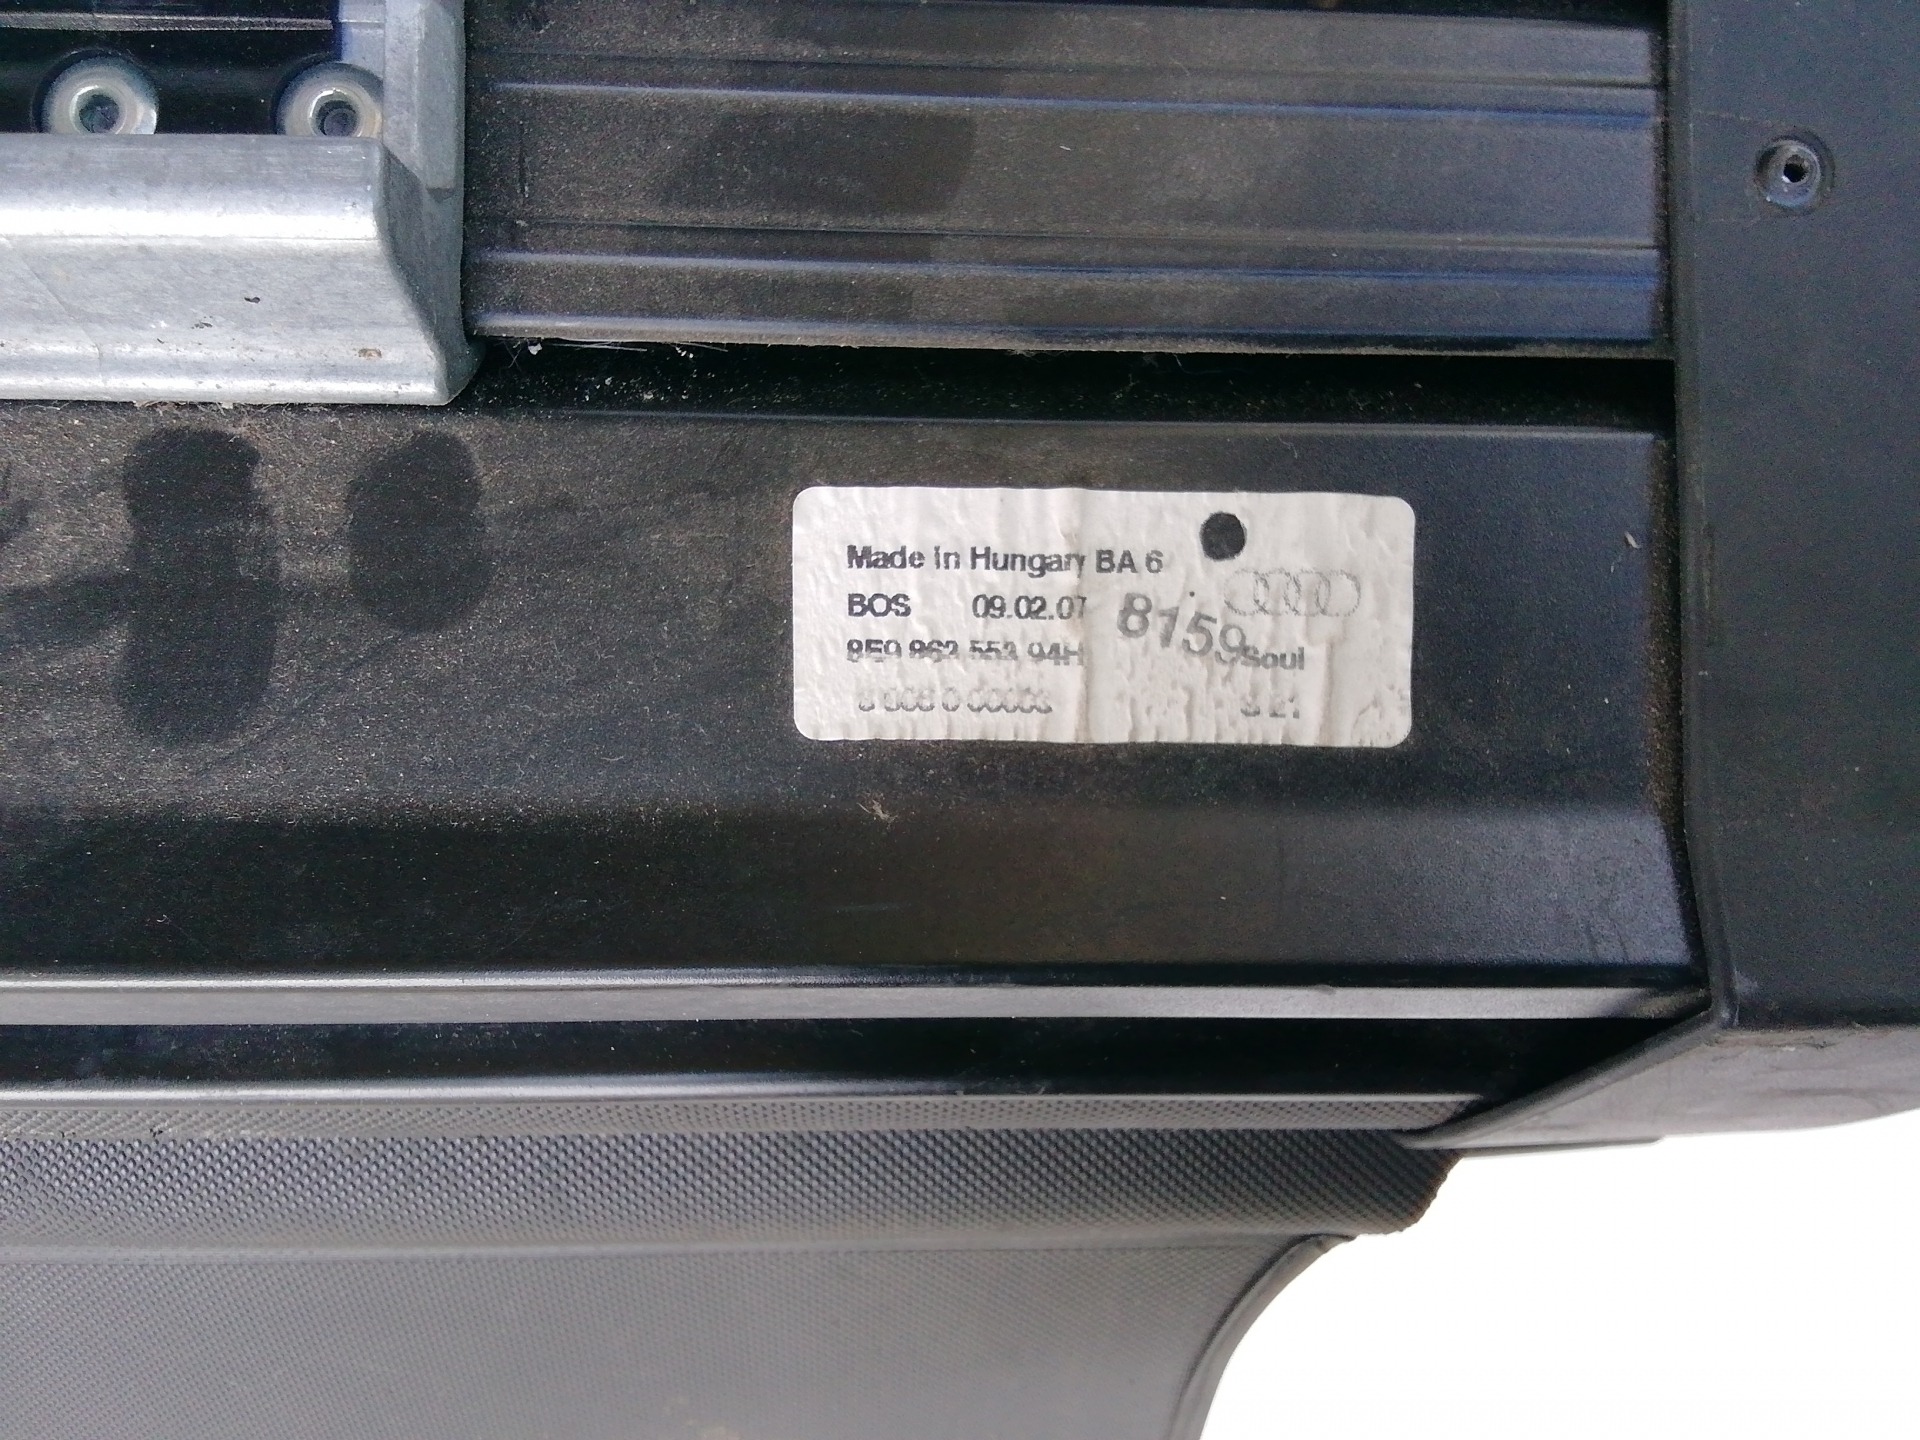 Made In Hungary BA 6
BOS 09.02.07
8159
8E9 863 553 94H Soul